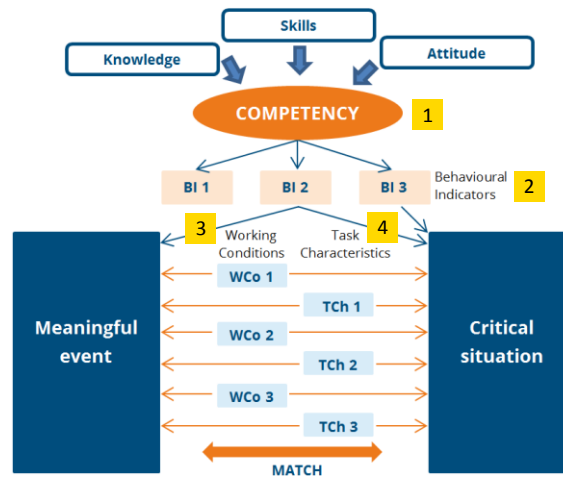 Skills
Knowledge
Attitude
COMPETENCY
1
BI 1
BI 2
BI 3
Behavioural
Indicators
2
3
4
Working
Conditions
Task
Characteristics
WCo 1
TCh 1
Meaningful
event
WCo 2
Critical
situation
TCh 2
WCo 3
TCh 3
MATCH